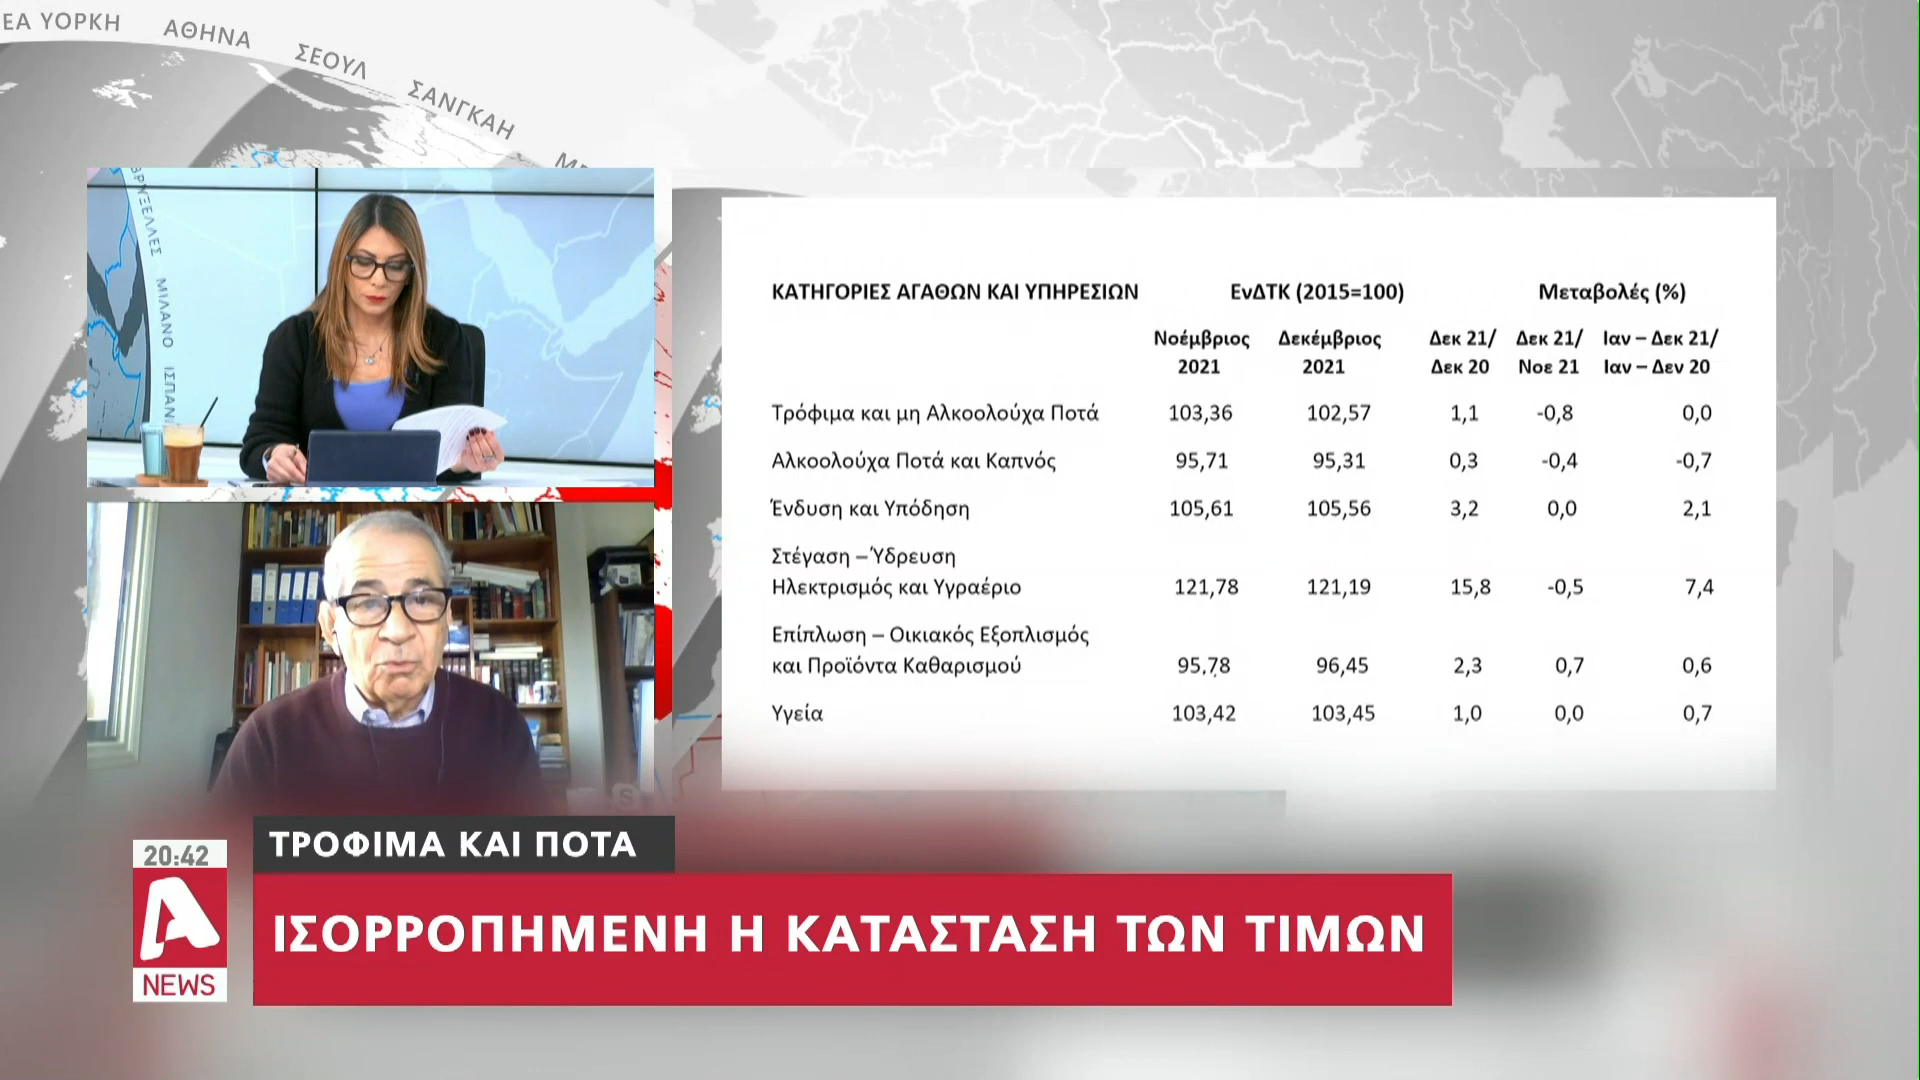 ΕΑ ΥΟΡΚΗ ΑΘΗΝΑ ΣΕΟΥΛ ΣΑΝΓΚΑΗ
ΒΡΥΞΕΛΛΕΣ ΜΙΛΑΝΟ ΙΣΠΑΝ
ΚΑΤΗΓΟΡΙΕΣ ΑΓΑΘΩΝ ΚΑΙ ΥΠΗΡΕΣΙΩΝ ΕνΔΤΚ (2015=100) Μεταβολές (%)
Νοέμβριος Δεκέμβριος Δεκ 21/ Δεκ 21/ Ιαν – Δεκ 21/
2021 2021 Δεκ 20 Νοε 21 Ιαν – Δεν 20
Τρόφιμα και μη Αλκοολούχα Ποτά 103,36 102,57 1,1 -0,8 0,0
Αλκοολούχα Ποτά και Καπνός 95,71 95,31 0,3 -0,4 -0,7
Ένδυση και Υπόδηση 105,61 105,56 3,2 0,0 2,1
Στέγαση – Ύδρευση
Ηλεκτρισμός και Υγραέριο 121,78 121,19 15,8 -0,5 7,4
Επίπλωση – Οικιακός Εξοπλισμός
και Προϊόντα Καθαρισμού 95,78 96,45 2,3 0,7 0,6
Υγεία 103,42 103,45 1,0 0,0 0,7
ΤΡΟΦΙΜΑ ΚΑΙ ΠΟΤΑ
20:42
ΙΣΟΡΡΟΠΗΜΕΝΗ Η ΚΑΤΑΣΤΑΣΗ ΤΩΝ ΤΙΜΩΝ
NEWS